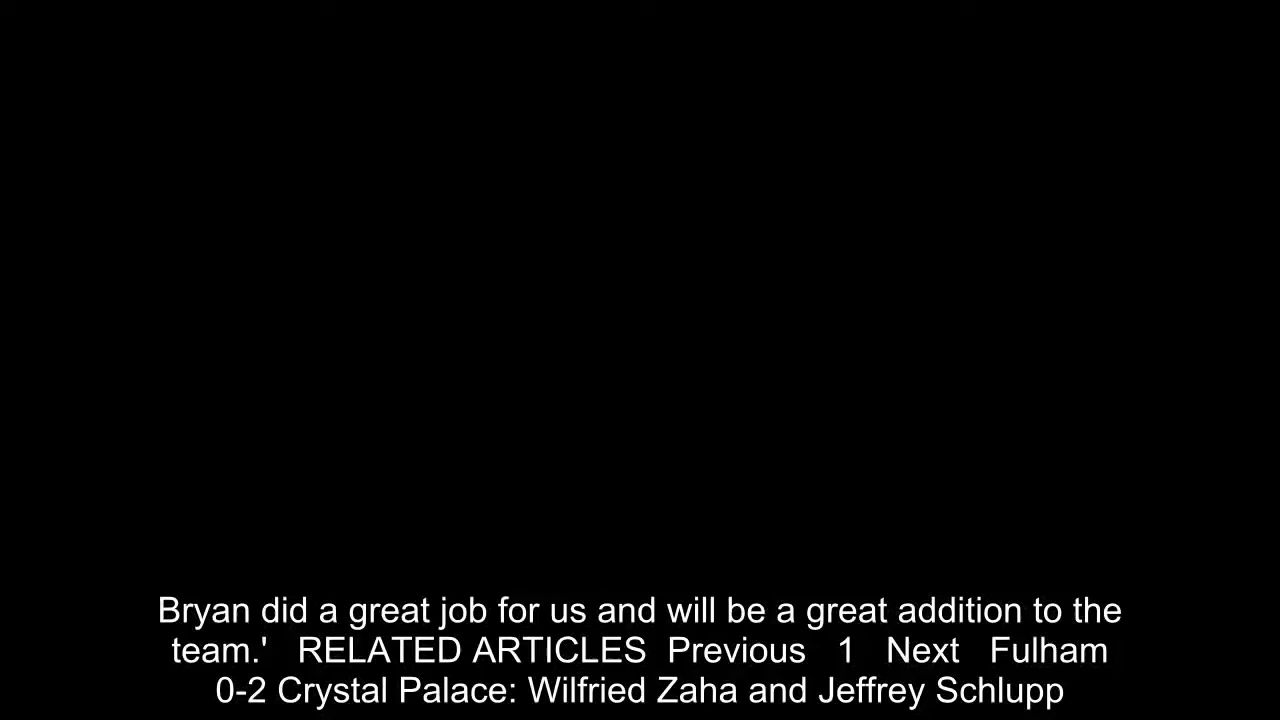 Bryan did a great job for us and will be a great addition to the
team.'   RELATED ARTICLES  Previous   1   Next   Fulham
0-2 Crystal Palace: Wilfried Zaha and Jeffrey Schlupp